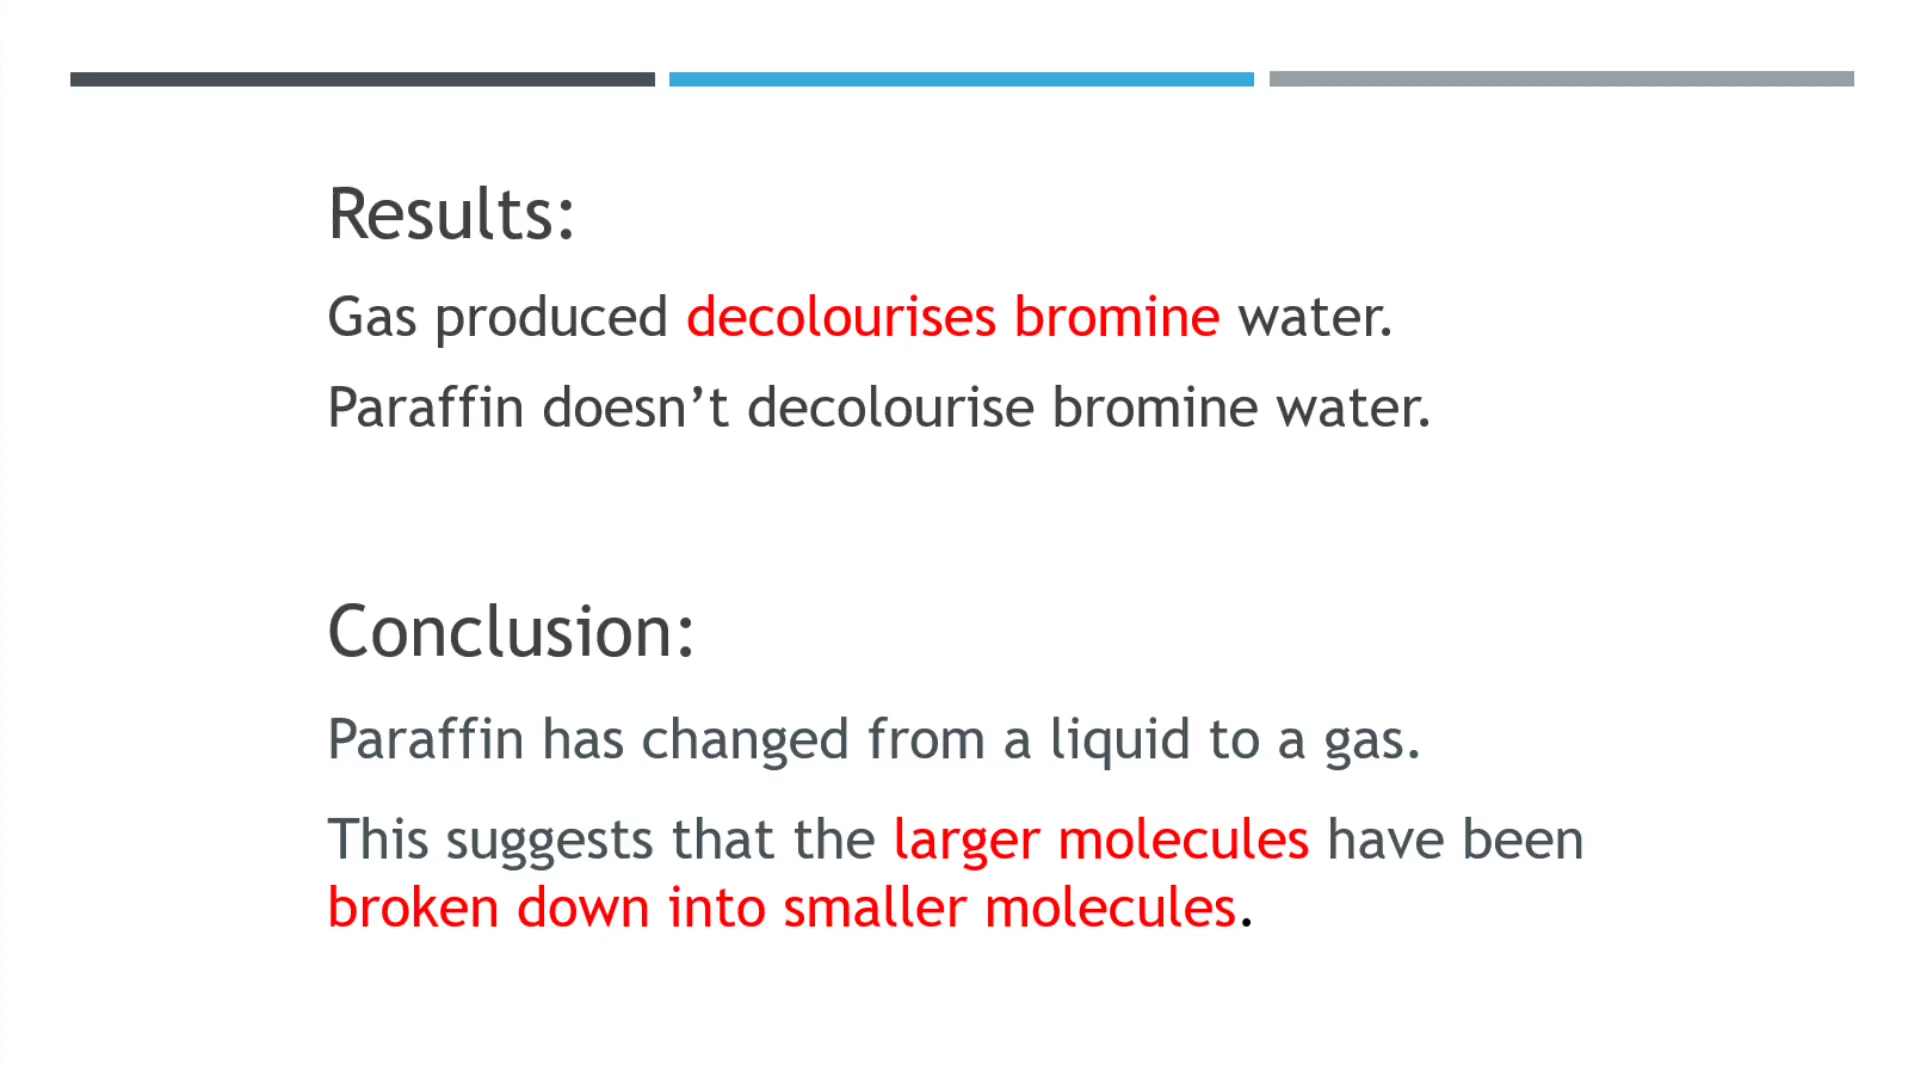 Results:
Gas produced decolourises bromine water.
Paraffin doesn’t decolourise bromine water.
Conclusion:
Paraffin has changed from a liquid to a gas.
This suggests that the larger molecules have been
broken down into smaller molecules.